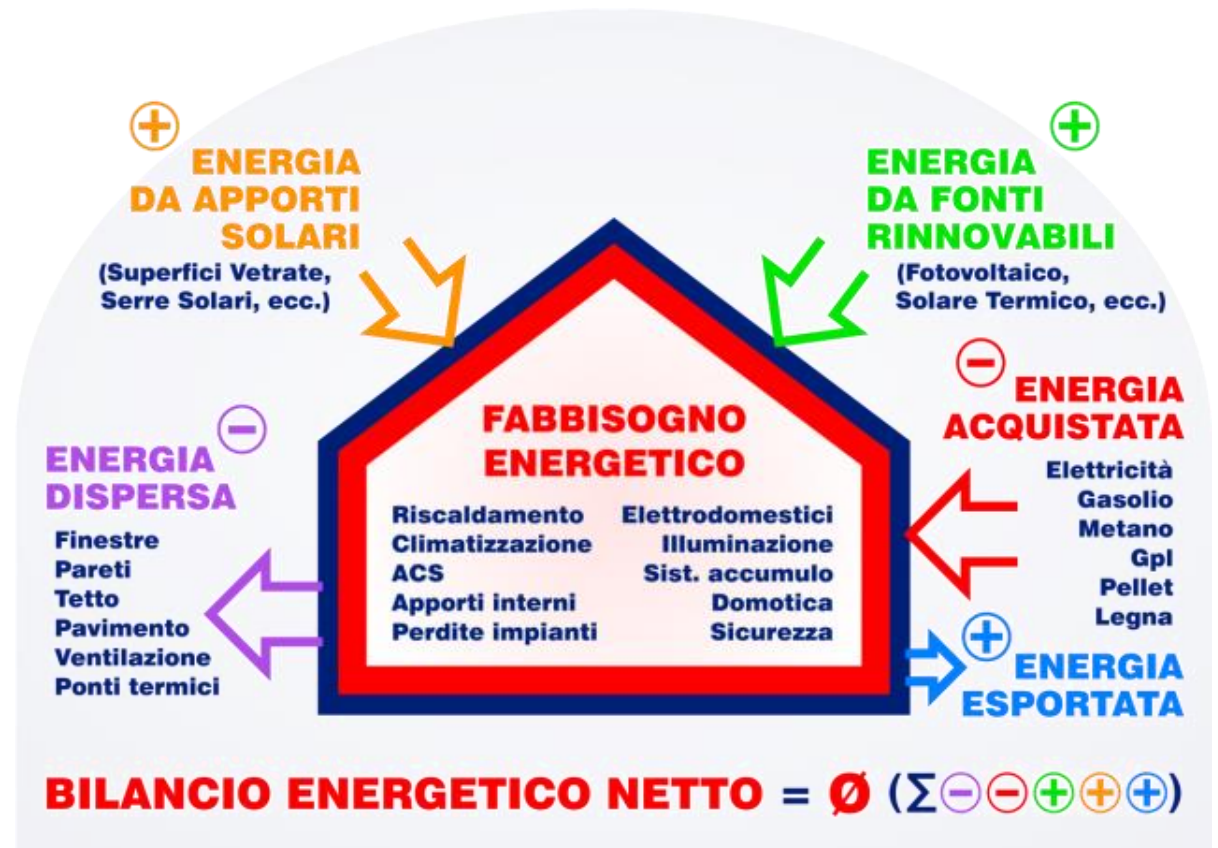 +
ENERGIA
DA APPORTI
SOLARI
(Superfici Vetrate,
Serre Solari, ecc.)
+
ENERGIA
DA FONTI
RINNOVABILI
(Fotovoltaico,
Solare Termico, ecc.)
−
ENERGIA
DISPERSA
Finestre
Pareti
Tetto
Pavimento
Ventilazione
Ponti termici
FABBISOGNO
ENERGETICO
Riscaldamento
Climatizzazione
ACS
Apporti interni
Perdite impianti
Elettrodomestici
Illuminazione
Sist. accumulo
Domotica
Sicurezza
−
ENERGIA
ACQUISTATA
Elettricità
Gasolio
Metano
Gpl
Pellet
Legna
+
ENERGIA
ESPORTATA
BILANCIO ENERGETICO NETTO = Ø (Σ⊖⊖⊕⊕⊕)